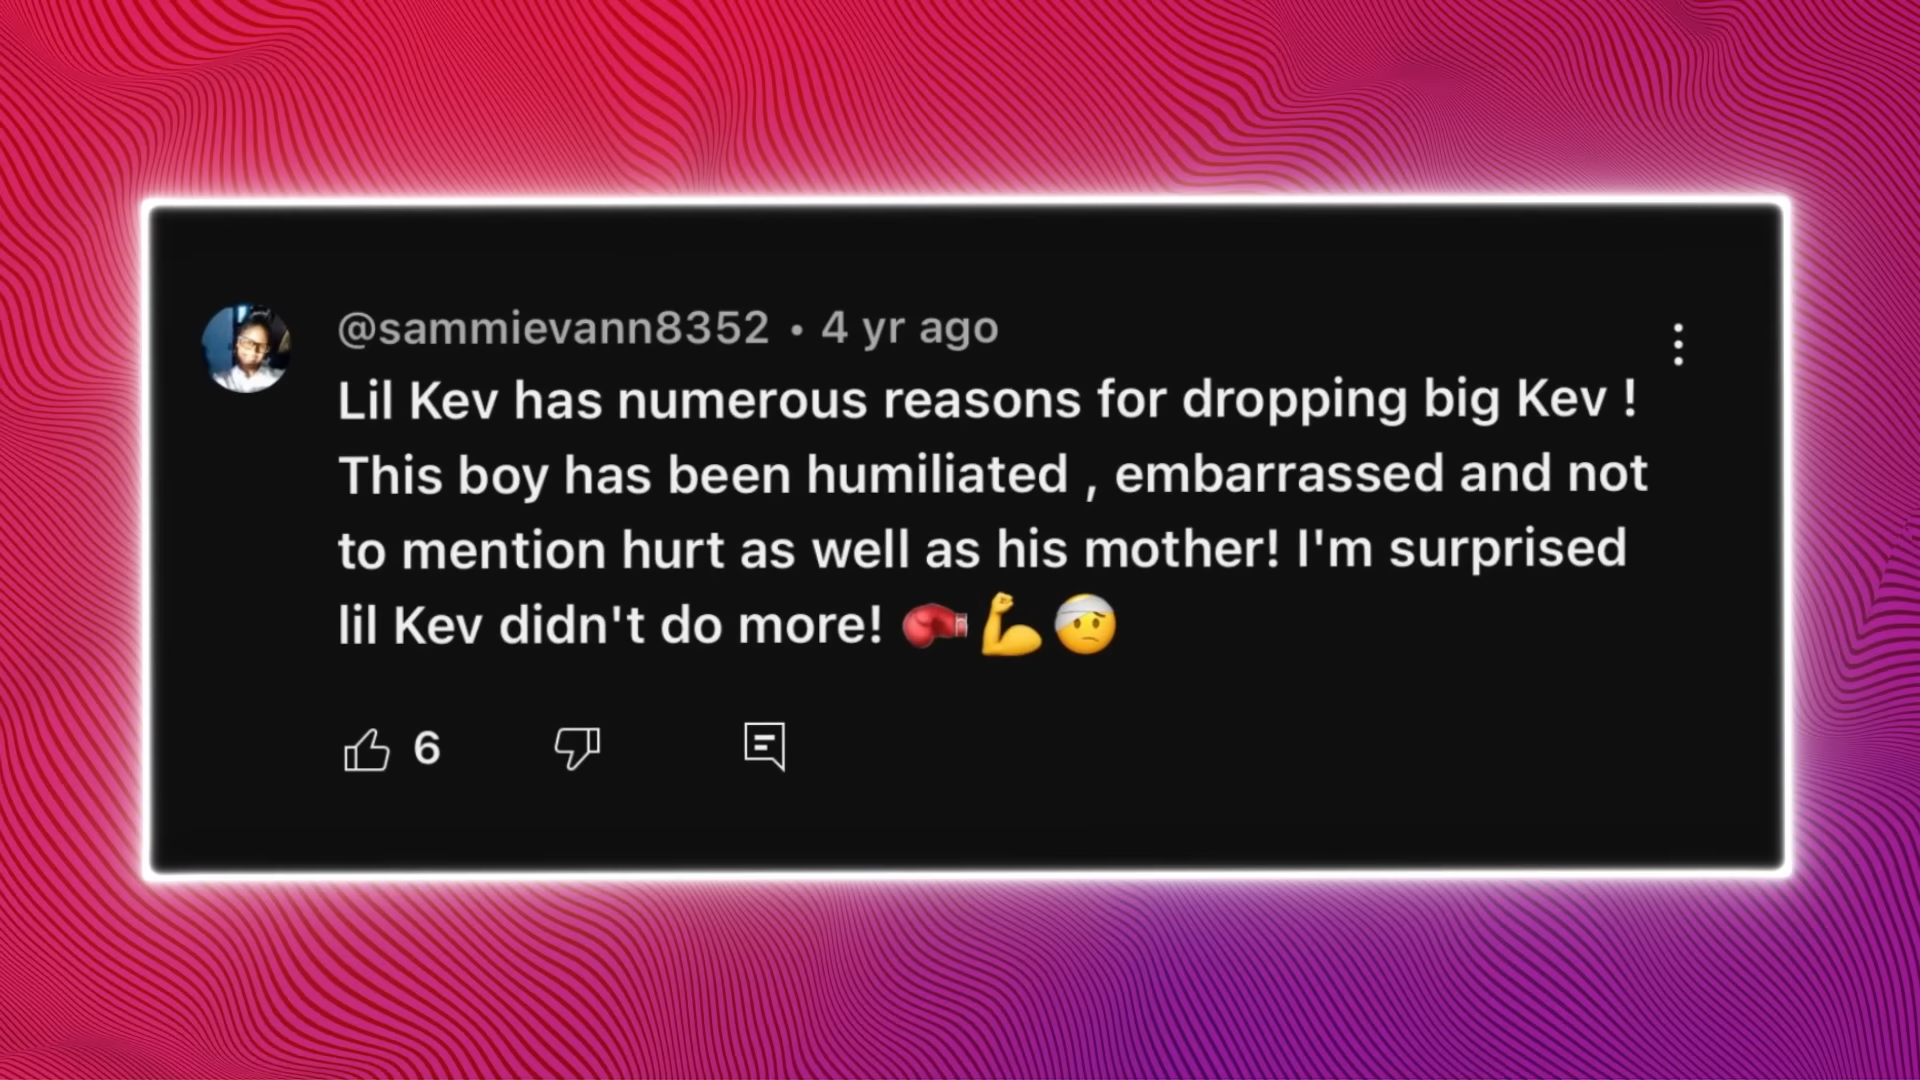 @sammievann8352 • 4 yr ago
Lil Kev has numerous reasons for dropping big Kev !
This boy has been humiliated , embarrassed and not
to mention hurt as well as his mother! I'm surprised
lil Kev didn't do more! 🥊💪🤕
6